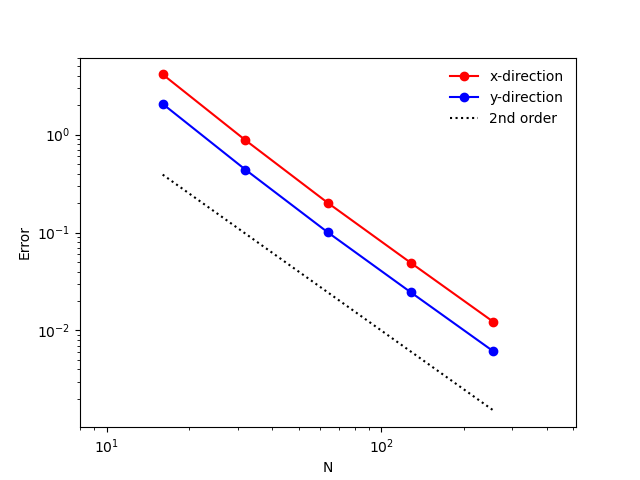 x-direction
y-direction
2nd order
10⁰
10⁻¹
10⁻²
Error
10¹
10²
N